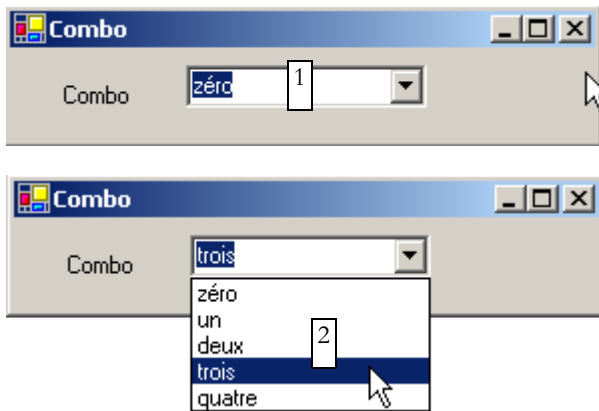 Combo
Combo
zéro
1
Combo
Combo
trois
zéro
un
deux
2
trois
quatre